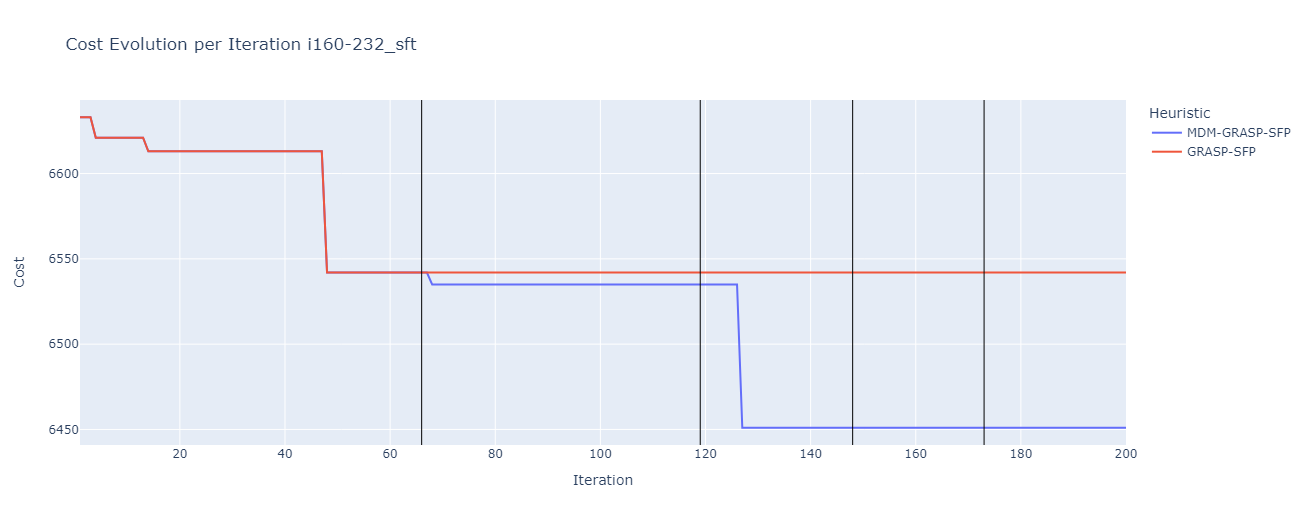 Cost Evolution per Iteration i160-232_sft
Heuristic
MDM-GRASP-SFP
GRASP-SFP
6600
6550
6500
6450
Cost
20 40 60 80 100 120 140 160 180 200
Iteration